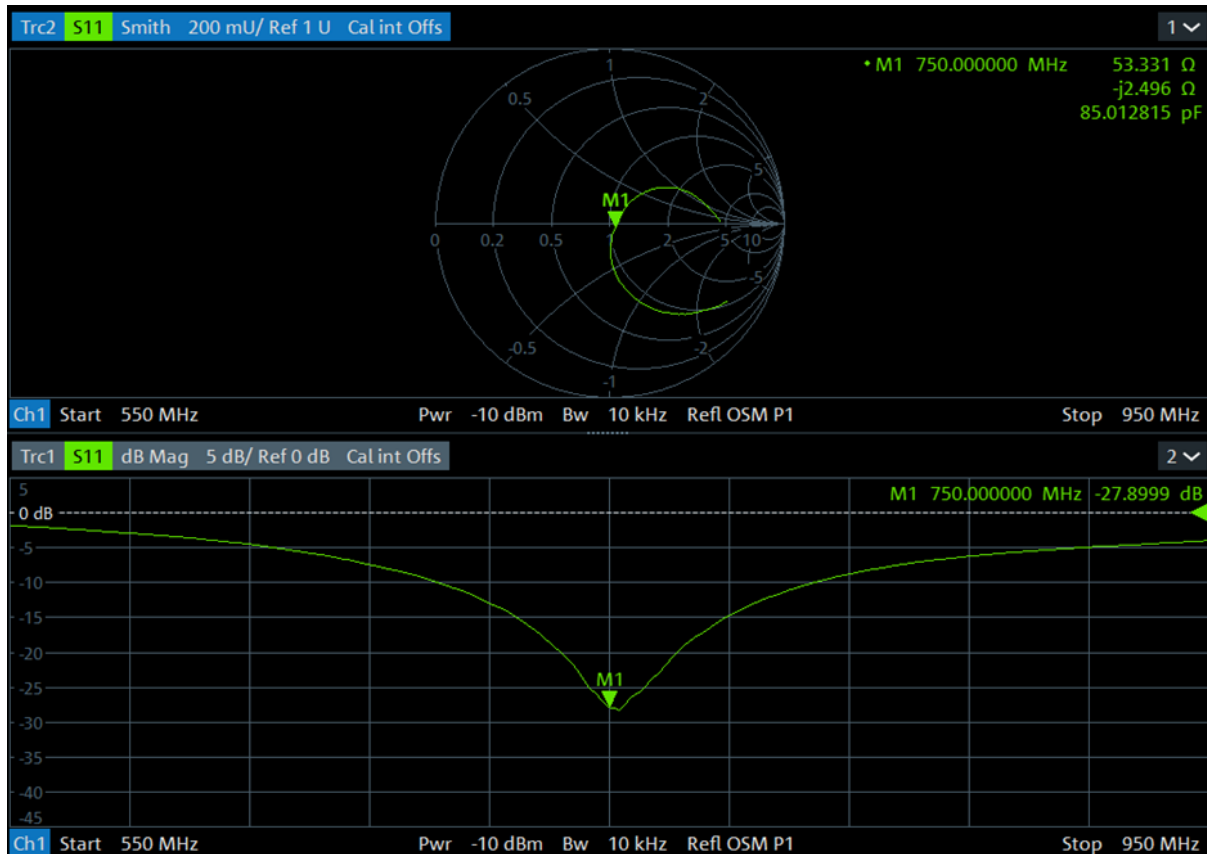 Trc2 S11 Smith 200 mU/ Ref 1 U Cal int Offs 1
M1 750.000000 MHz 53.331 Ω
-j2.496 Ω
85.012815 pF
1
0.5 2
5
M1
0 0.2 0.5 1 2 5 10
-5
-0.5 -2
-1
Ch1 Start 550 MHz Pwr -10 dBm Bw 10 kHz Refl OSM P1 Stop 950 MHz
Trc1 S11 dB Mag 5 dB/ Ref 0 dB Cal int Offs 2
5 M1 750.000000 MHz -27.8999 dB
0 dB
-5
-10
-15
-20
-25 M1
-30
-35
-40
-45
Ch1 Start 550 MHz Pwr -10 dBm Bw 10 kHz Refl OSM P1 Stop 950 MHz